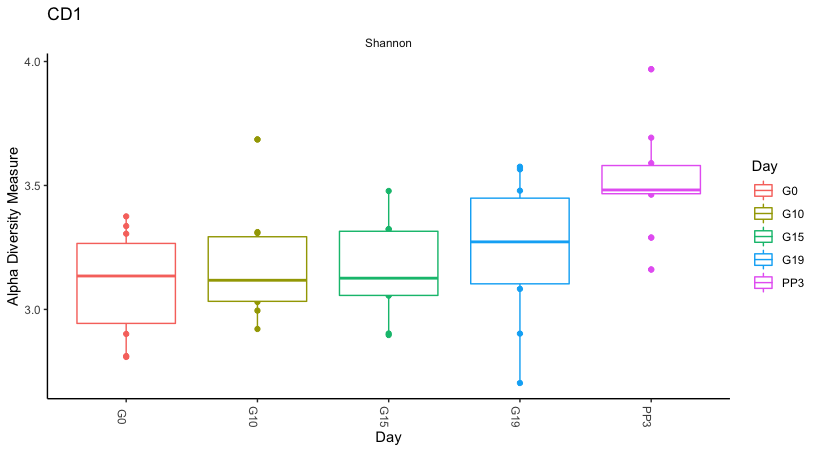 CD1
Shannon
Alpha Diversity Measure
4.0
3.5
3.0
G0
G10
G15
G19
PP3
Day
Day
G0
G10
G15
G19
PP3